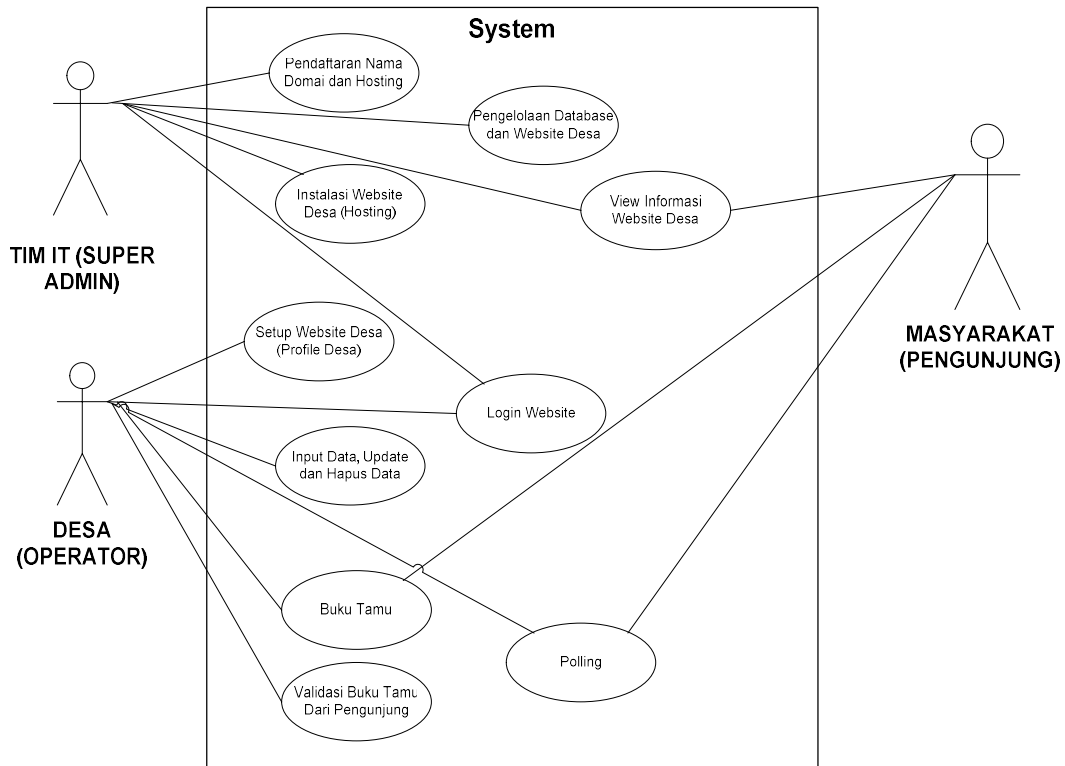 System
Pendaftaran Nama
Domai dan Hosting
Pengelolaan Database
dan Website Desa
Instalasi Website
Desa (Hosting)
View Informasi
Website Desa
TIM IT (SUPER
ADMIN)
MASYARAKAT
(PENGUNJUNG)
Setup Website Desa
(Profile Desa)
Login Website
Input Data, Update
dan Hapus Data
DESA
(OPERATOR)
Buku Tamu
Polling
Validasi Buku Tamu
Dari Pengunjung